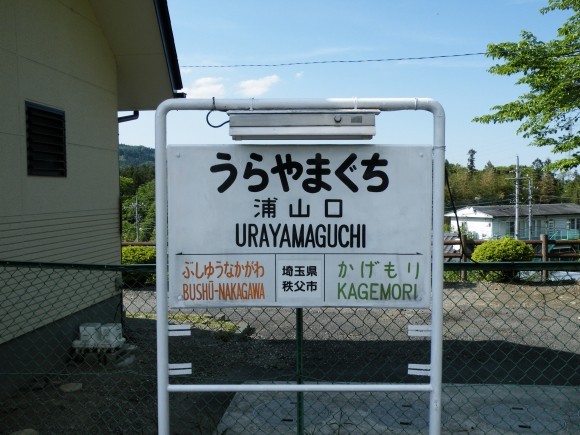 うらやまぐち
浦山口
URAYAMAGUCHI
ぶしゅうなかがわ
BUSHŪ-NAKAGAWA
埼玉県
秩父市
かげもり
KAGEMORI